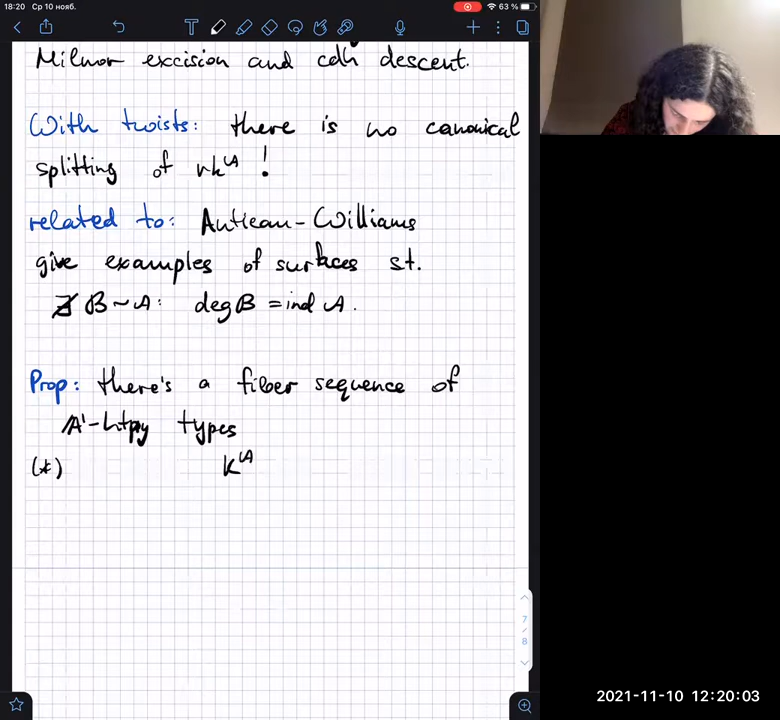 18:20 Ср 10 нояб.
63 %
Milnor excision and cdh descent.
With twists: there is no canonical
splitting of rk^A !
related to: Antieau-Williams
give examples of surfaces st.
∄ B ~ A: deg B = ind A.
Prop: there's a fiber sequence of
A¹-htpy types
(*) K^A
7 / 8
2021-11-10 12:20:03